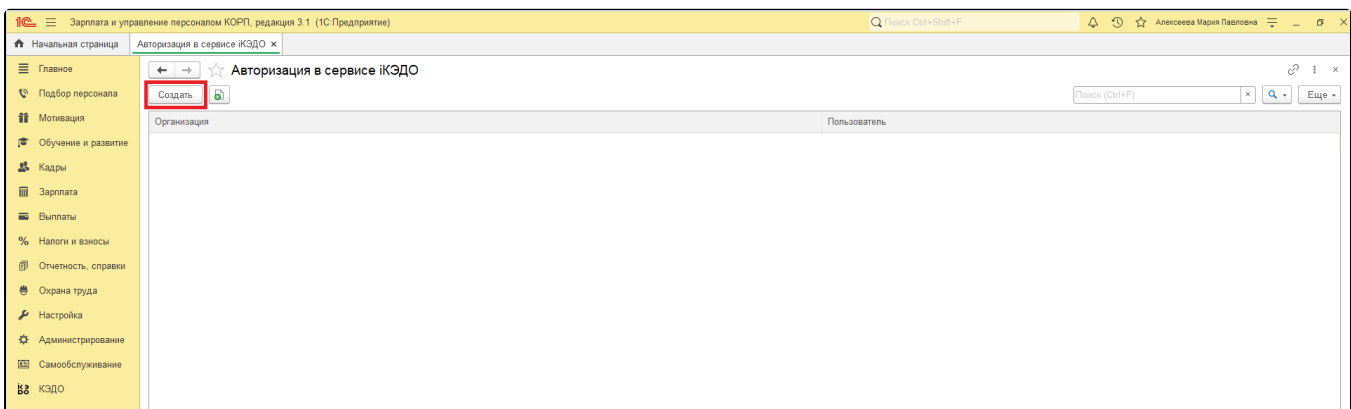 1С Зарплата и управление персоналом КОРП, редакция 3.1 (1С:Предприятие) Поиск Ctrl+Shift+F Алексеева Мария Павловна
Начальная страница Авторизация в сервисе iКЭДО ×
Главное
Авторизация в сервисе iКЭДО
Подбор персонала
Создать Поиск (Ctrl+F) × Еще
Мотивация
Организация Пользователь
Обучение и развитие
Кадры
Зарплата
Выплаты
% Налоги и взносы
Отчетность, справки
Охрана труда
Настройка
Администрирование
Самообслуживание
КЭДО КЭДО